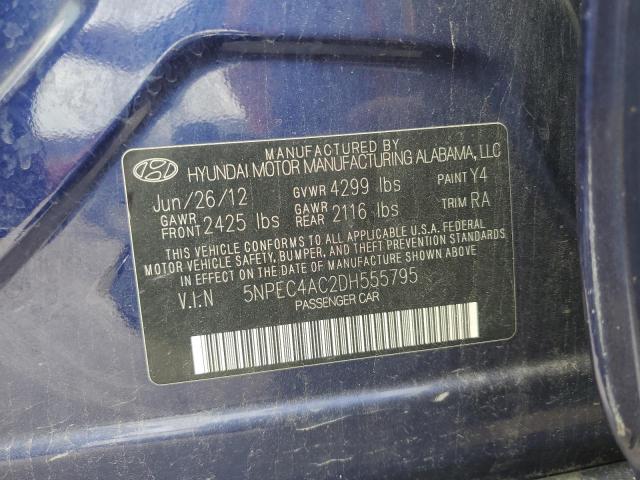 MANUFACTURED BY
HYUNDAI MOTOR MANUFACTURING ALABAMA, LLC
Jun/26/12 GVWR 4299 lbs PAINT Y4
GAWR FRONT 2425 lbs GAWR REAR 2116 lbs TRIM RA
THIS VEHICLE CONFORMS TO ALL APPLICABLE U.S.A. FEDERAL
MOTOR VEHICLE SAFETY, BUMPER, AND THEFT PREVENTION STANDARDS
IN EFFECT ON THE DATE OF MANUFACTURE SHOWN ABOVE
V.I.N 5NPEC4AC2DH555795
PASSENGER CAR